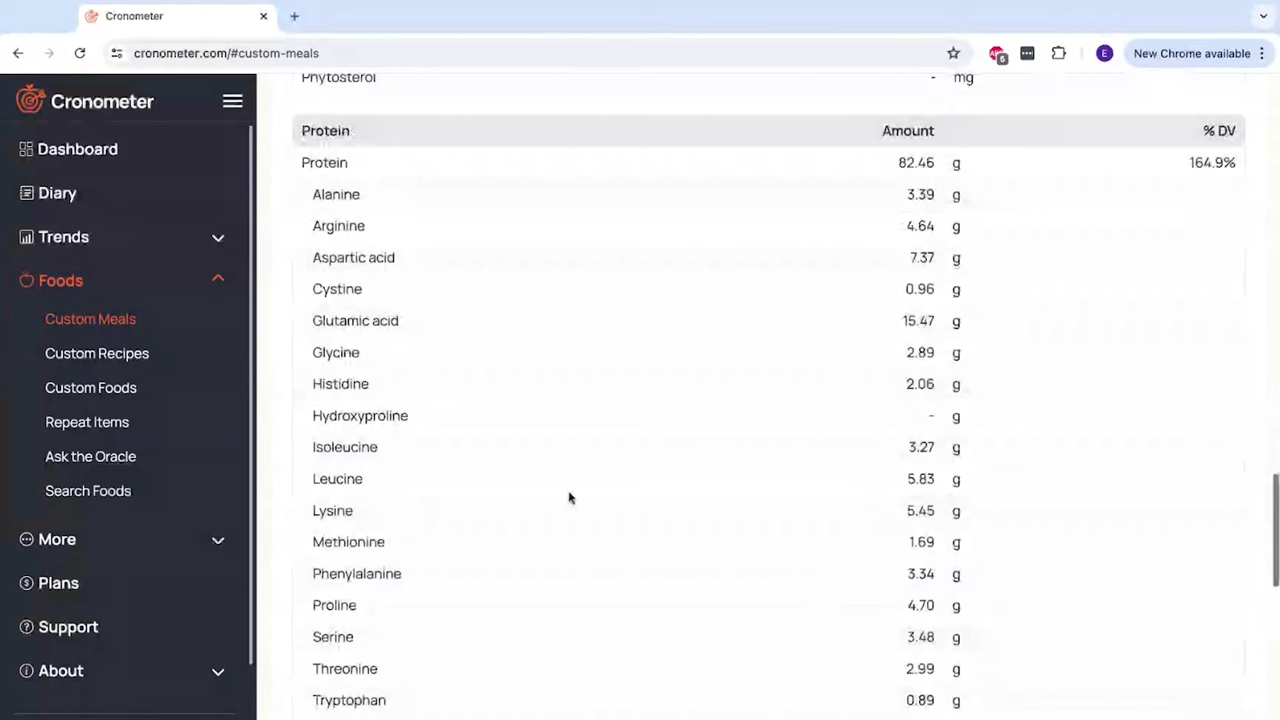 Cronometer
cronometer.com/#custom-meals
6
E
New Chrome available
Cronometer
Dashboard
Diary
Trends
Foods
Custom Meals
Custom Recipes
Custom Foods
Repeat Items
Ask the Oracle
Search Foods
More
Plans
Support
About
Phytosterol - mg
Protein Amount % DV
Protein 82.46 g 164.9%
Alanine 3.39 g
Arginine 4.64 g
Aspartic acid 7.37 g
Cystine 0.96 g
Glutamic acid 15.47 g
Glycine 2.89 g
Histidine 2.06 g
Hydroxyproline - g
Isoleucine 3.27 g
Leucine 5.83 g
Lysine 5.45 g
Methionine 1.69 g
Phenylalanine 3.34 g
Proline 4.70 g
Serine 3.48 g
Threonine 2.99 g
Tryptophan 0.89 g